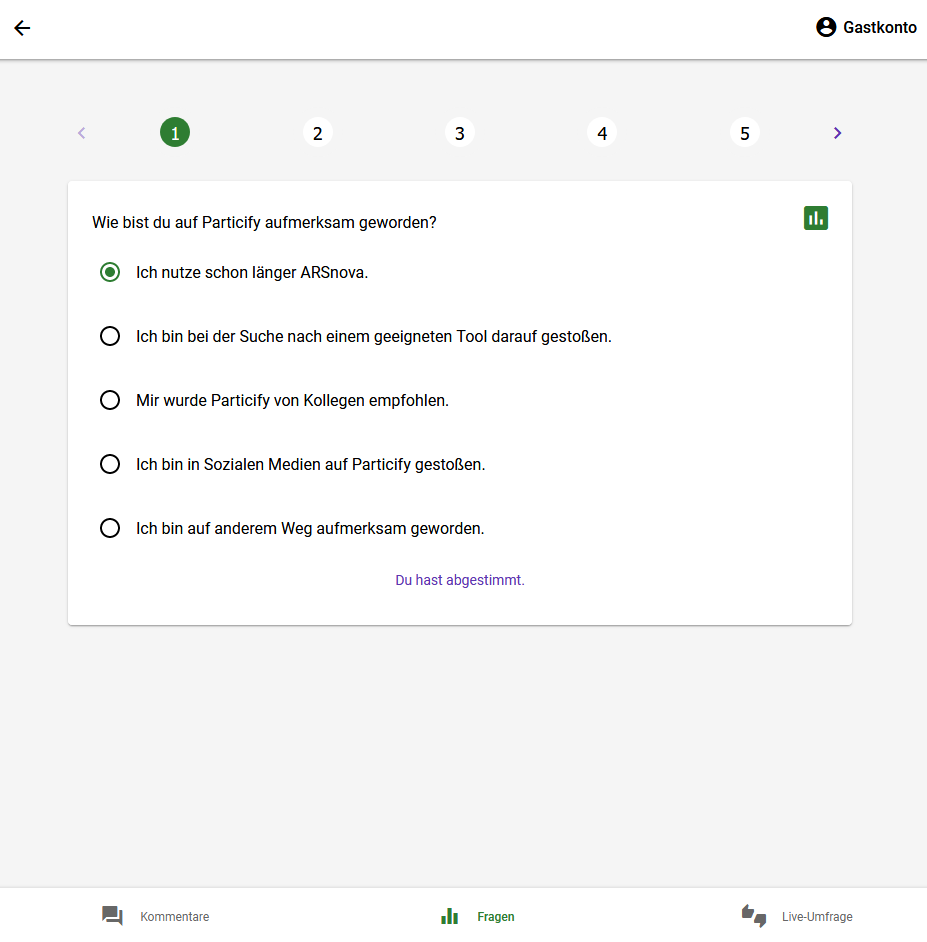 Gastkonto
1 2 3 4 5
Wie bist du auf Particify aufmerksam geworden?
Ich nutze schon länger ARSnova.
Ich bin bei der Suche nach einem geeigneten Tool darauf gestoßen.
Mir wurde Particify von Kollegen empfohlen.
Ich bin in Sozialen Medien auf Particify gestoßen.
Ich bin auf anderem Weg aufmerksam geworden.
Du hast abgestimmt.
Kommentare Fragen Live-Umfrage